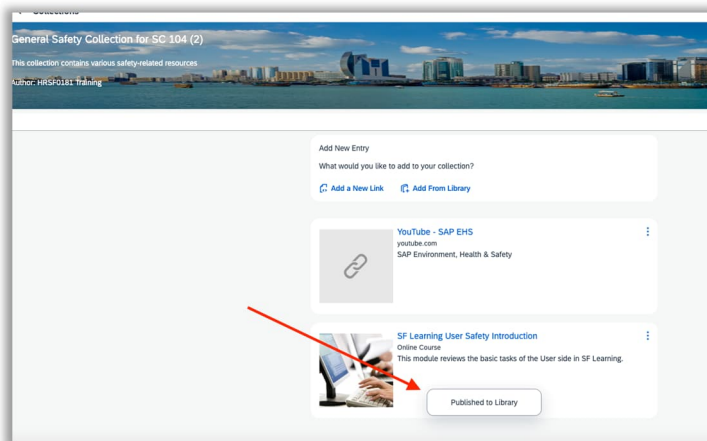 Collections
General Safety Collection for SC 104 (2)
This collection contains various safety-related resources
Author: HRSF0181 Training
Add New Entry
What would you like to add to your collection?
Add a New Link Add From Library
YouTube - SAP EHS
youtube.com
SAP Environment, Health & Safety
SF Learning User Safety Introduction
Online Course
This module reviews the basic tasks of the User side in SF Learning.
Published to Library